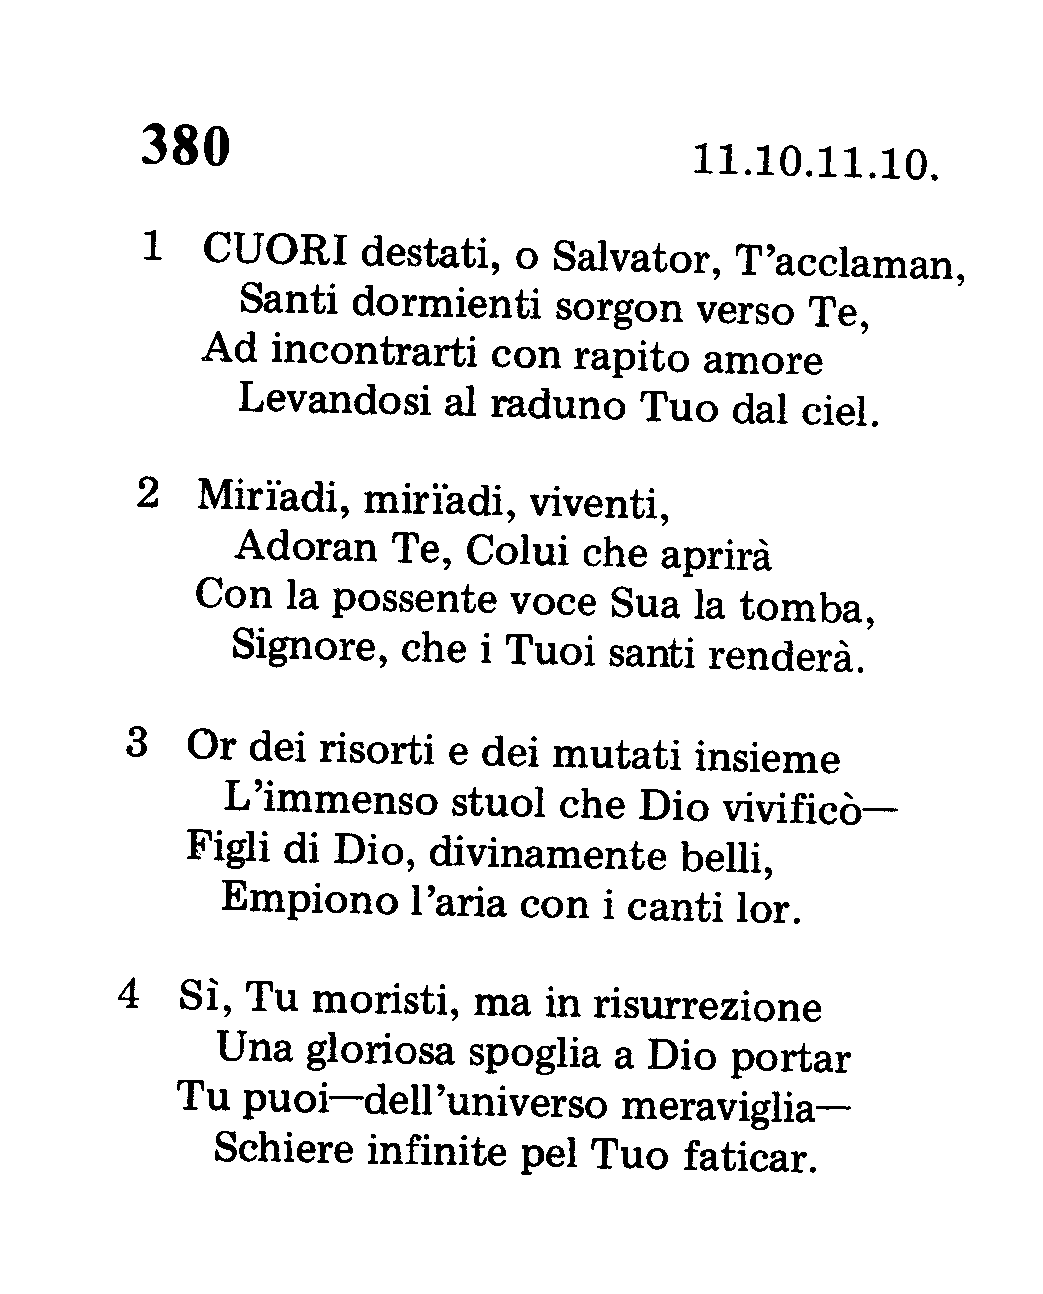 380
11.10.11.10.
1 CUORI destati, o Salvator, T'acclaman,
Santi dormienti sorgon verso Te,
Ad incontrarti con rapito amore
Levandosi al raduno Tuo dal ciel.
2 Mirïadi, mirïadi, viventi,
Adoran Te, Colui che aprirà
Con la possente voce Sua la tomba,
Signore, che i Tuoi santi renderà.
3 Or dei risorti e dei mutati insieme
L'immenso stuol che Dio vivificò—
Figli di Dio, divinamente belli,
Empiono l'aria con i canti lor.
4 Sì, Tu moristi, ma in risurrezione
Una gloriosa spoglia a Dio portar
Tu puoi—dell'universo meraviglia—
Schiere infinite pel Tuo faticar.